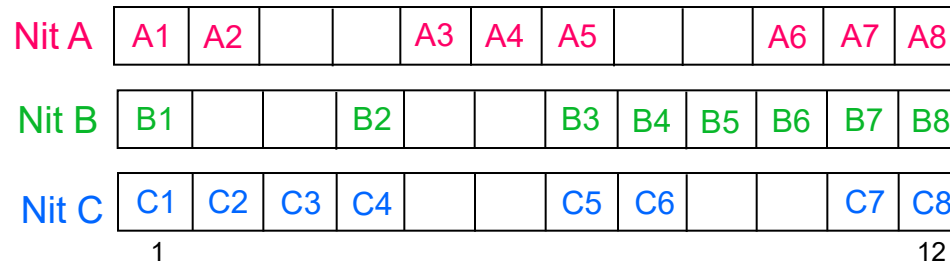 Nit A A1 A2 A3 A4 A5 A6 A7 A8
Nit B B1 B2 B3 B4 B5 B6 B7 B8
Nit C C1 C2 C3 C4 C5 C6 C7 C8
1 12